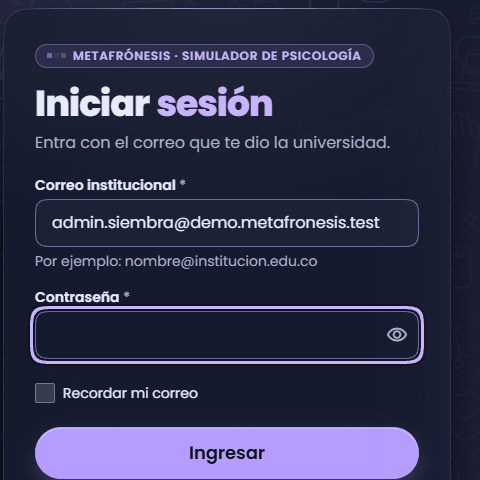 METAFRÓNESIS · SIMULADOR DE PSICOLOGÍA
Iniciar sesión
Entra con el correo que te dio la universidad.
Correo institucional *
admin.siembra@demo.metafronesis.test
Por ejemplo: nombre@institucion.edu.co
Contraseña *
Recordar mi correo
Ingresar